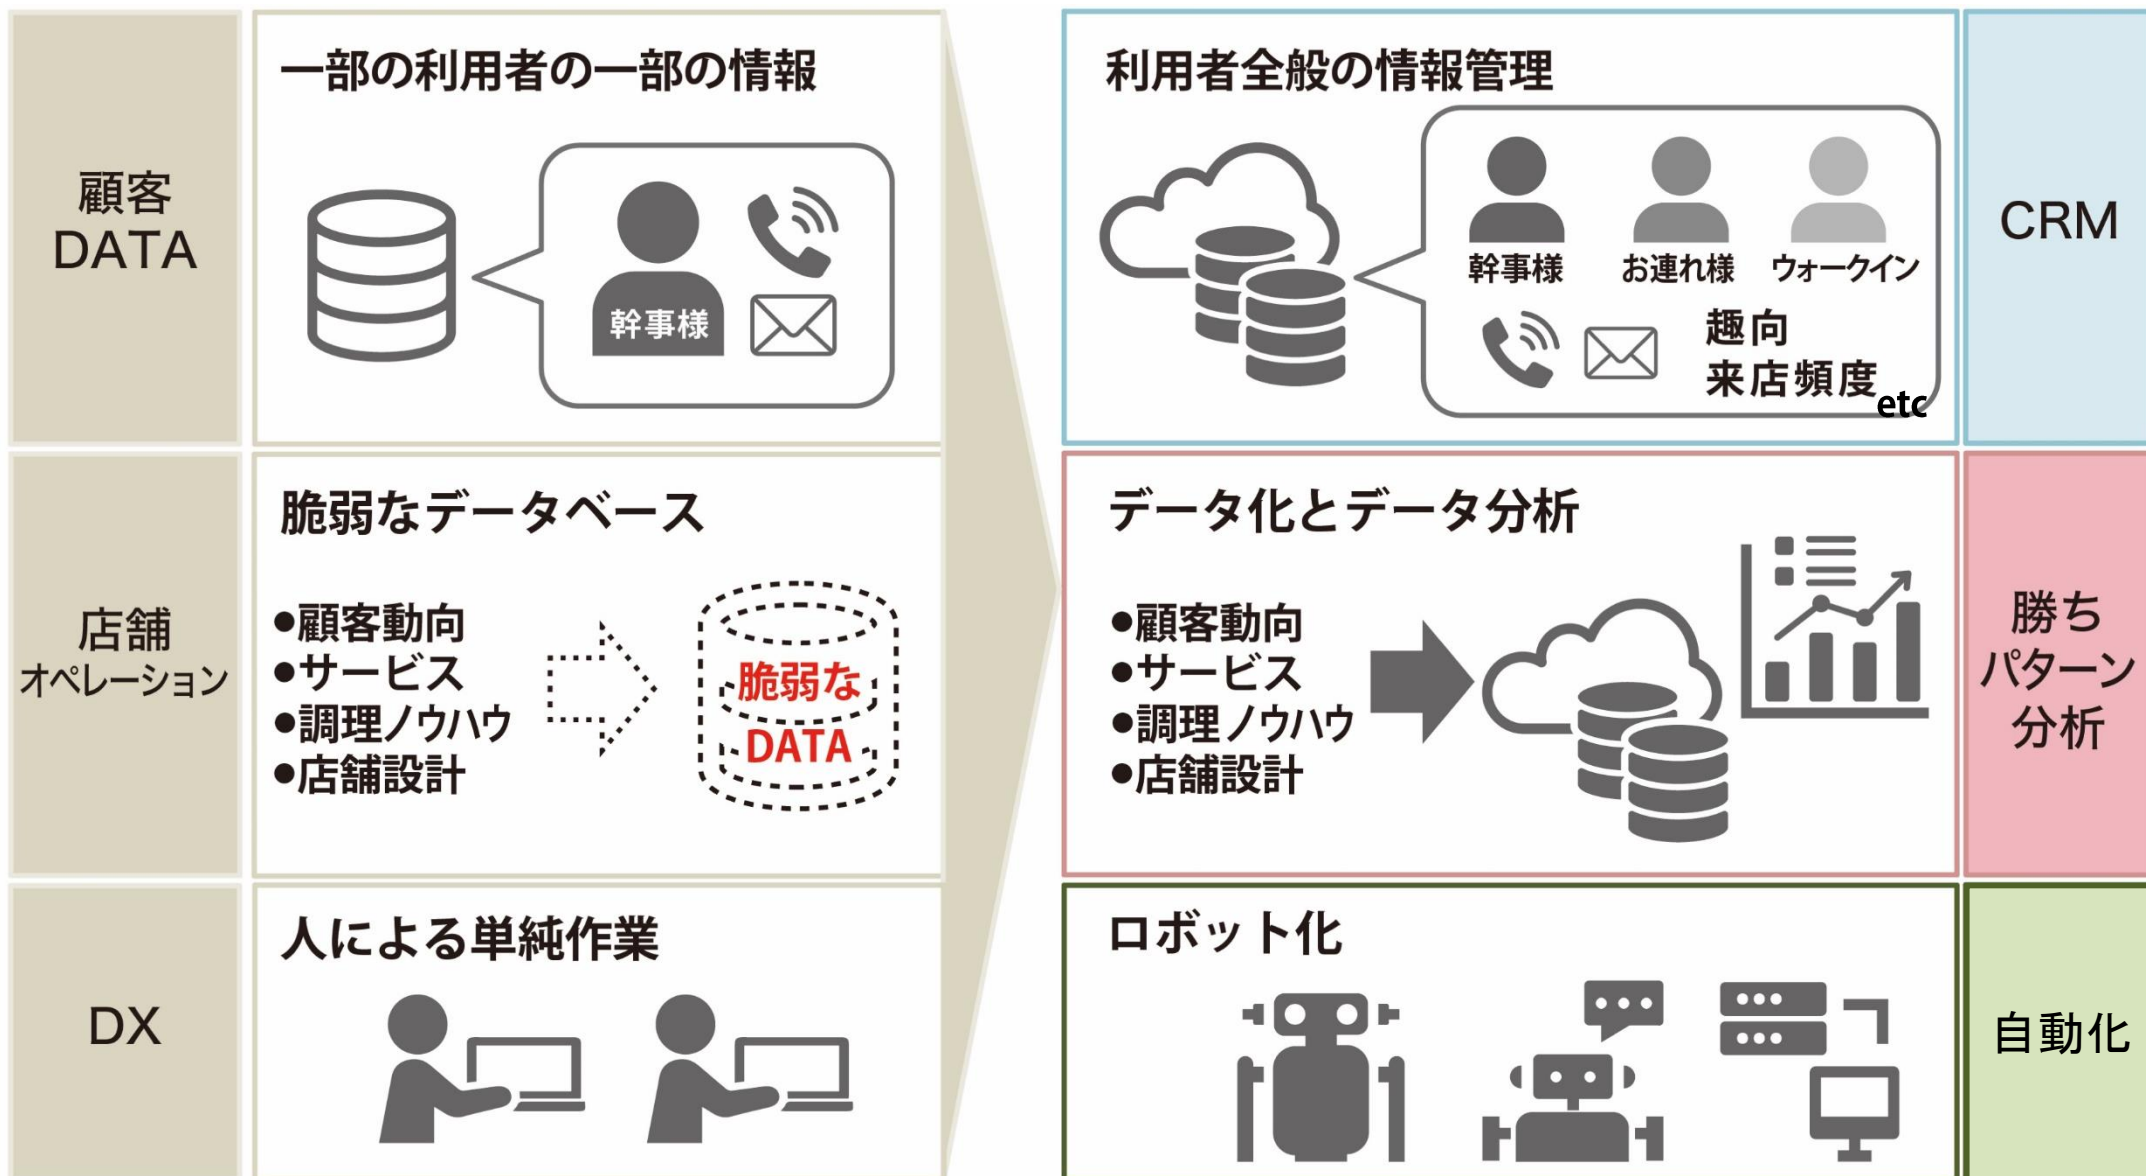 顧客
DATA
一部の利用者の一部の情報
幹事様
利用者全般の情報管理
幹事様
お連れ様
ウォークイン
趣向
来店頻度
etc
CRM
店舗
オペレーション
脆弱なデータベース
●顧客動向
●サービス
●調理ノウハウ
●店舗設計
脆弱な
DATA
データ化とデータ分析
●顧客動向
●サービス
●調理ノウハウ
●店舗設計
勝ち
パターン
分析
DX
人による単純作業
ロボット化
自動化